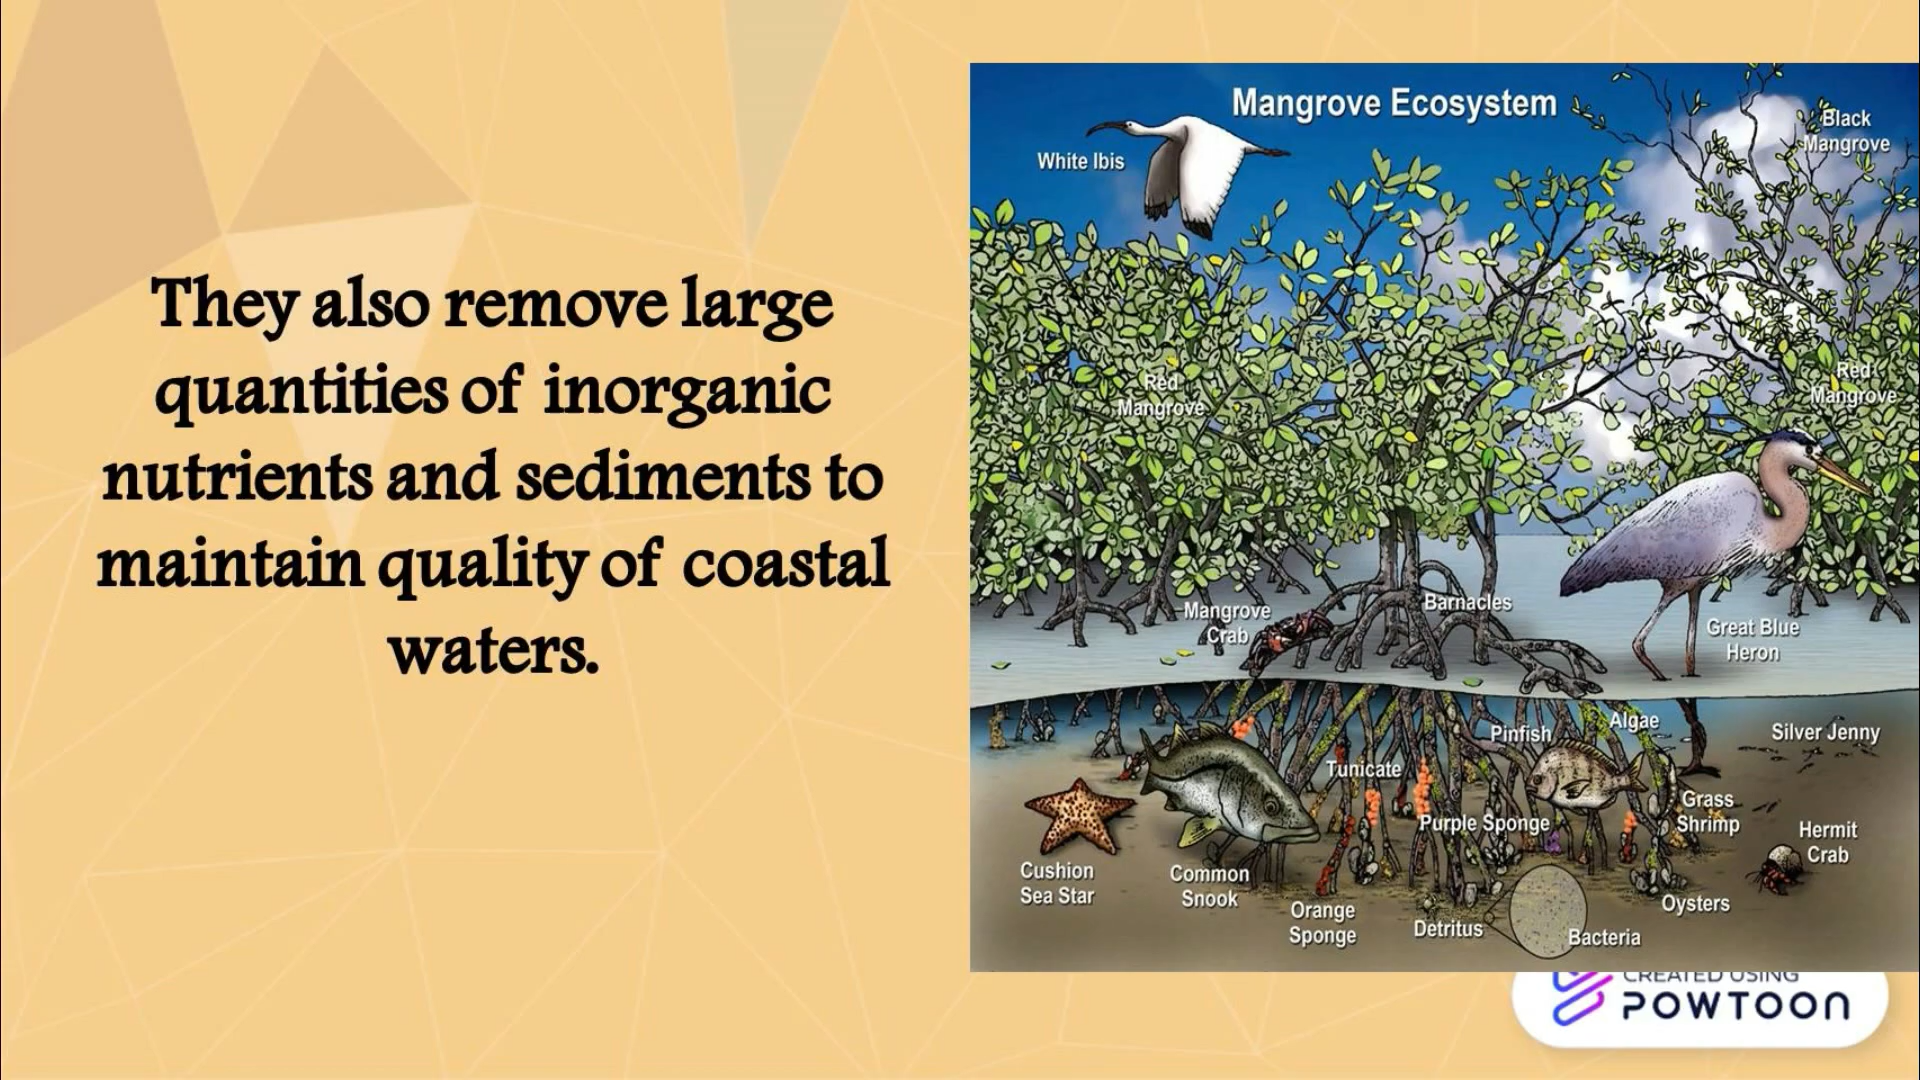 They also remove large
quantities of inorganic
nutrients and sediments to
maintain quality of coastal
waters.
Mangrove Ecosystem
White Ibis
Black
Mangrove
Red
Mangrove
Red
Mangrove
Mangrove
Crab
Barnacles
Great Blue
Heron
Pinfish
Algae
Silver Jenny
Tunicate
Purple Sponge
Grass
Shrimp
Hermit
Crab
Cushion
Sea Star
Common
Snook
Orange
Sponge
Detritus
Bacteria
Oysters
CREATED USING
POWTOON